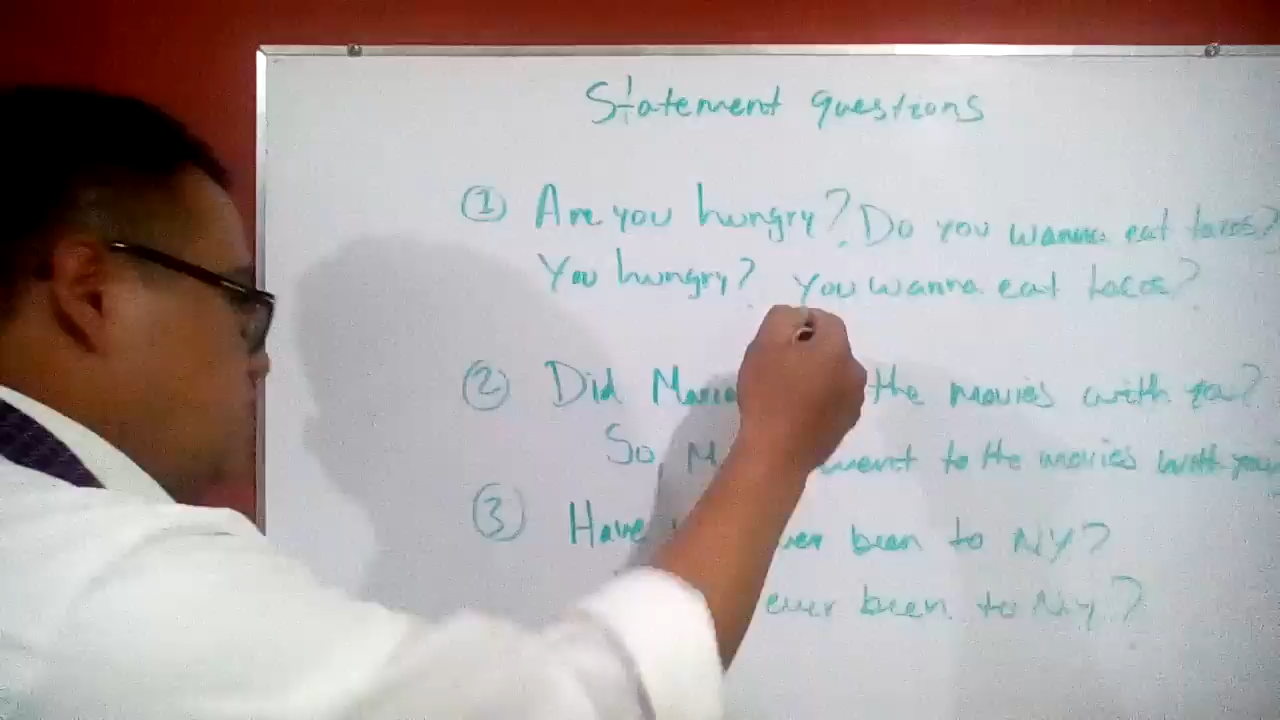 Statement questions
① Are you hungry? Do you wanna eat tacos?
You hungry? You wanna eat tacos?
② Did the movies with you?
So, went to the movies with you
③ Have been to NY?
ever been to NY?